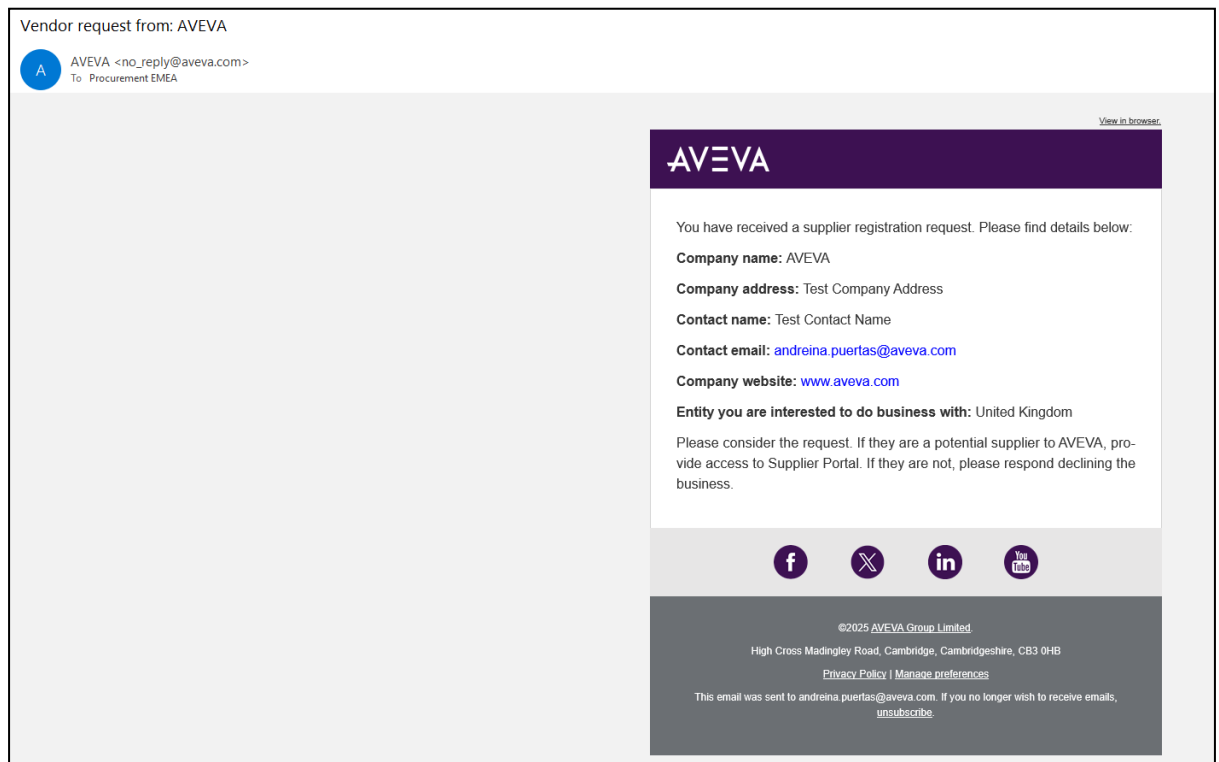 Vendor request from: AVEVA
A
AVEVA <no_reply@aveva.com>
To Procurement EMEA
View in browser.
AVEVA
You have received a supplier registration request. Please find details below:
Company name: AVEVA
Company address: Test Company Address
Contact name: Test Contact Name
Contact email: andreina.puertas@aveva.com
Company website: www.aveva.com
Entity you are interested to do business with: United Kingdom
Please consider the request. If they are a potential supplier to AVEVA, pro-
vide access to Supplier Portal. If they are not, please respond declining the
business.
f X in You Tube
©2025 AVEVA Group Limited.
High Cross Madingley Road, Cambridge, Cambridgeshire, CB3 0HB
Privacy Policy | Manage preferences
This email was sent to andreina.puertas@aveva.com. If you no longer wish to receive emails,
unsubscribe.